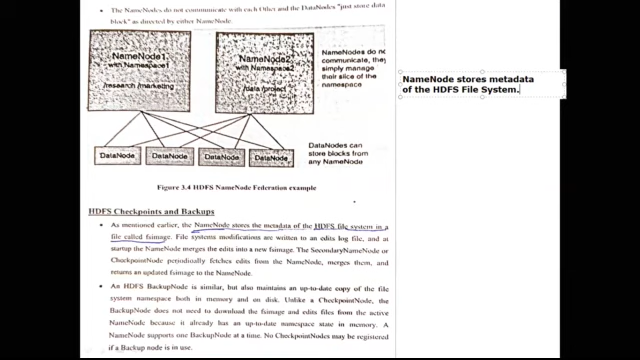 The NameNodes do not communicate with each Other and the DataNodes "just store data
block" as directed by either NameNode.
NameNode1
with Namespace1
/research /marketing
NameNode2
with Namespace2
/data /project
NameNodes do no
communicate, they
simply manage
their slice of the
namespace
DataNode
DataNode
DataNode
DataNode
DataNodes can
store blocks from
any NameNode
Figure 3.4 HDFS NameNode Federation example
HDFS Checkpoints and Backups
As mentioned earlier, the NameNode stores the metadata of the HDFS file system in a
file called fsimage. File systems modifications are written to an edits log file, and at
startup the NameNode merges the edits into a new fsimage. The SecondaryNameNode or
CheckpointNode periodically fetches edits from the NameNode, merges them, and
returns an updated fsimage to the NameNode.
An HDFS BackupNode is similar, but also maintains an up-to-date copy of the
file system namespace both in memory and on disk. Unlike a CheckpointNode, the
BackupNode does not need to download the fsimage and edits files from the active
NameNode because it already has an up-to-date namespace state in memory. A
NameNode supports one BackupNode at a time. No CheckpointNodes may be registered
if a Backup node is in use.
NameNode stores metadata
of the HDFS File System.